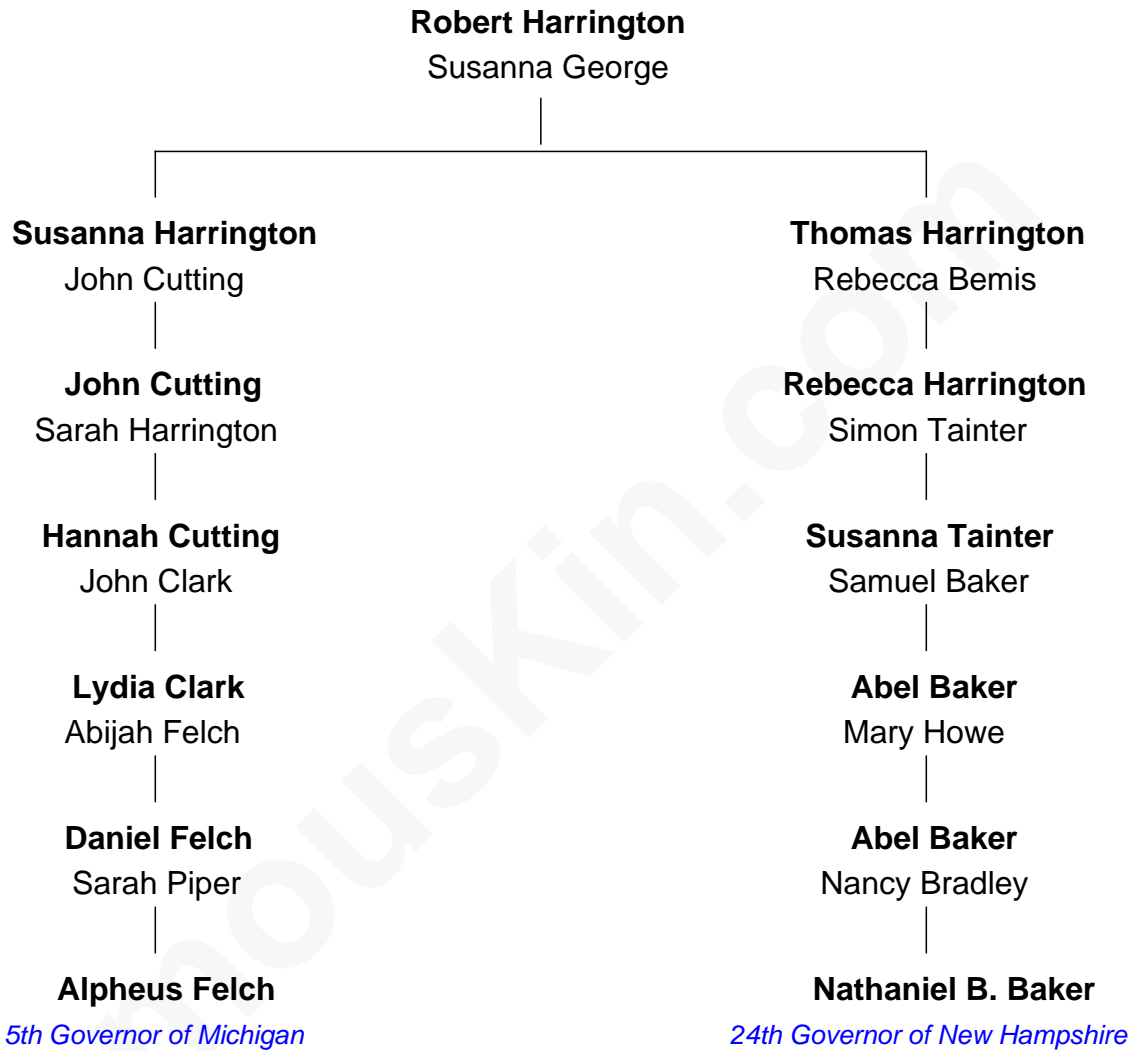 Robert Harrington
Susanna George
Susanna Harrington
John Cutting
Thomas Harrington
Rebecca Bemis
John Cutting
Sarah Harrington
Rebecca Harrington
Simon Tainter
Hannah Cutting
John Clark
Susanna Tainter
Samuel Baker
Lydia Clark
Abijah Felch
Abel Baker
Mary Howe
Daniel Felch
Sarah Piper
Abel Baker
Nancy Bradley
Alpheus Felch
5th Governor of Michigan
Nathaniel B. Baker
24th Governor of New Hampshire
mouskin.com